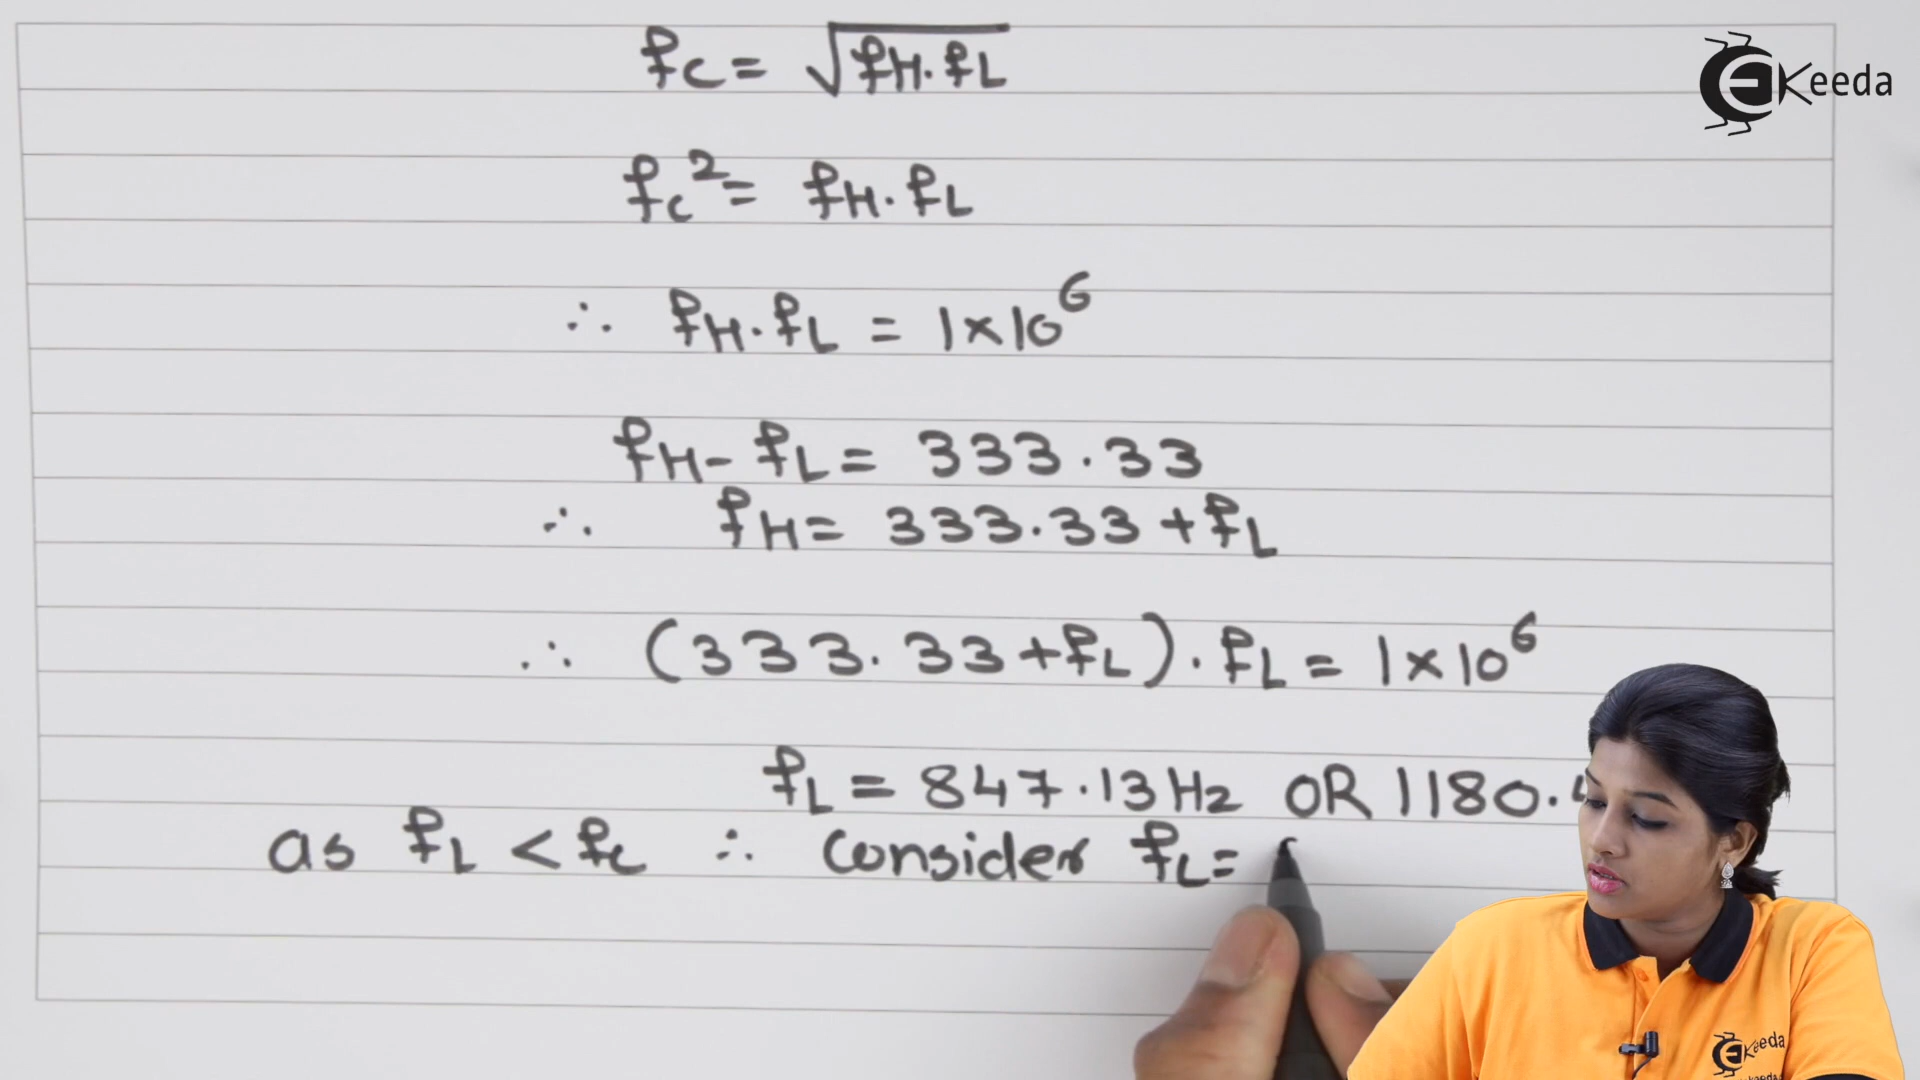 fc = √fH.fL
fc² = fH.fL
∴ fH.fL = 1×10⁶
fH - fL = 333.33
∴ fH = 333.33 + fL
∴ (333.33 + fL).fL = 1×10⁶
fL = 847.13 Hz OR 1180.
as fL < fc ∴ consider fL =
EKeeda
EKeeda